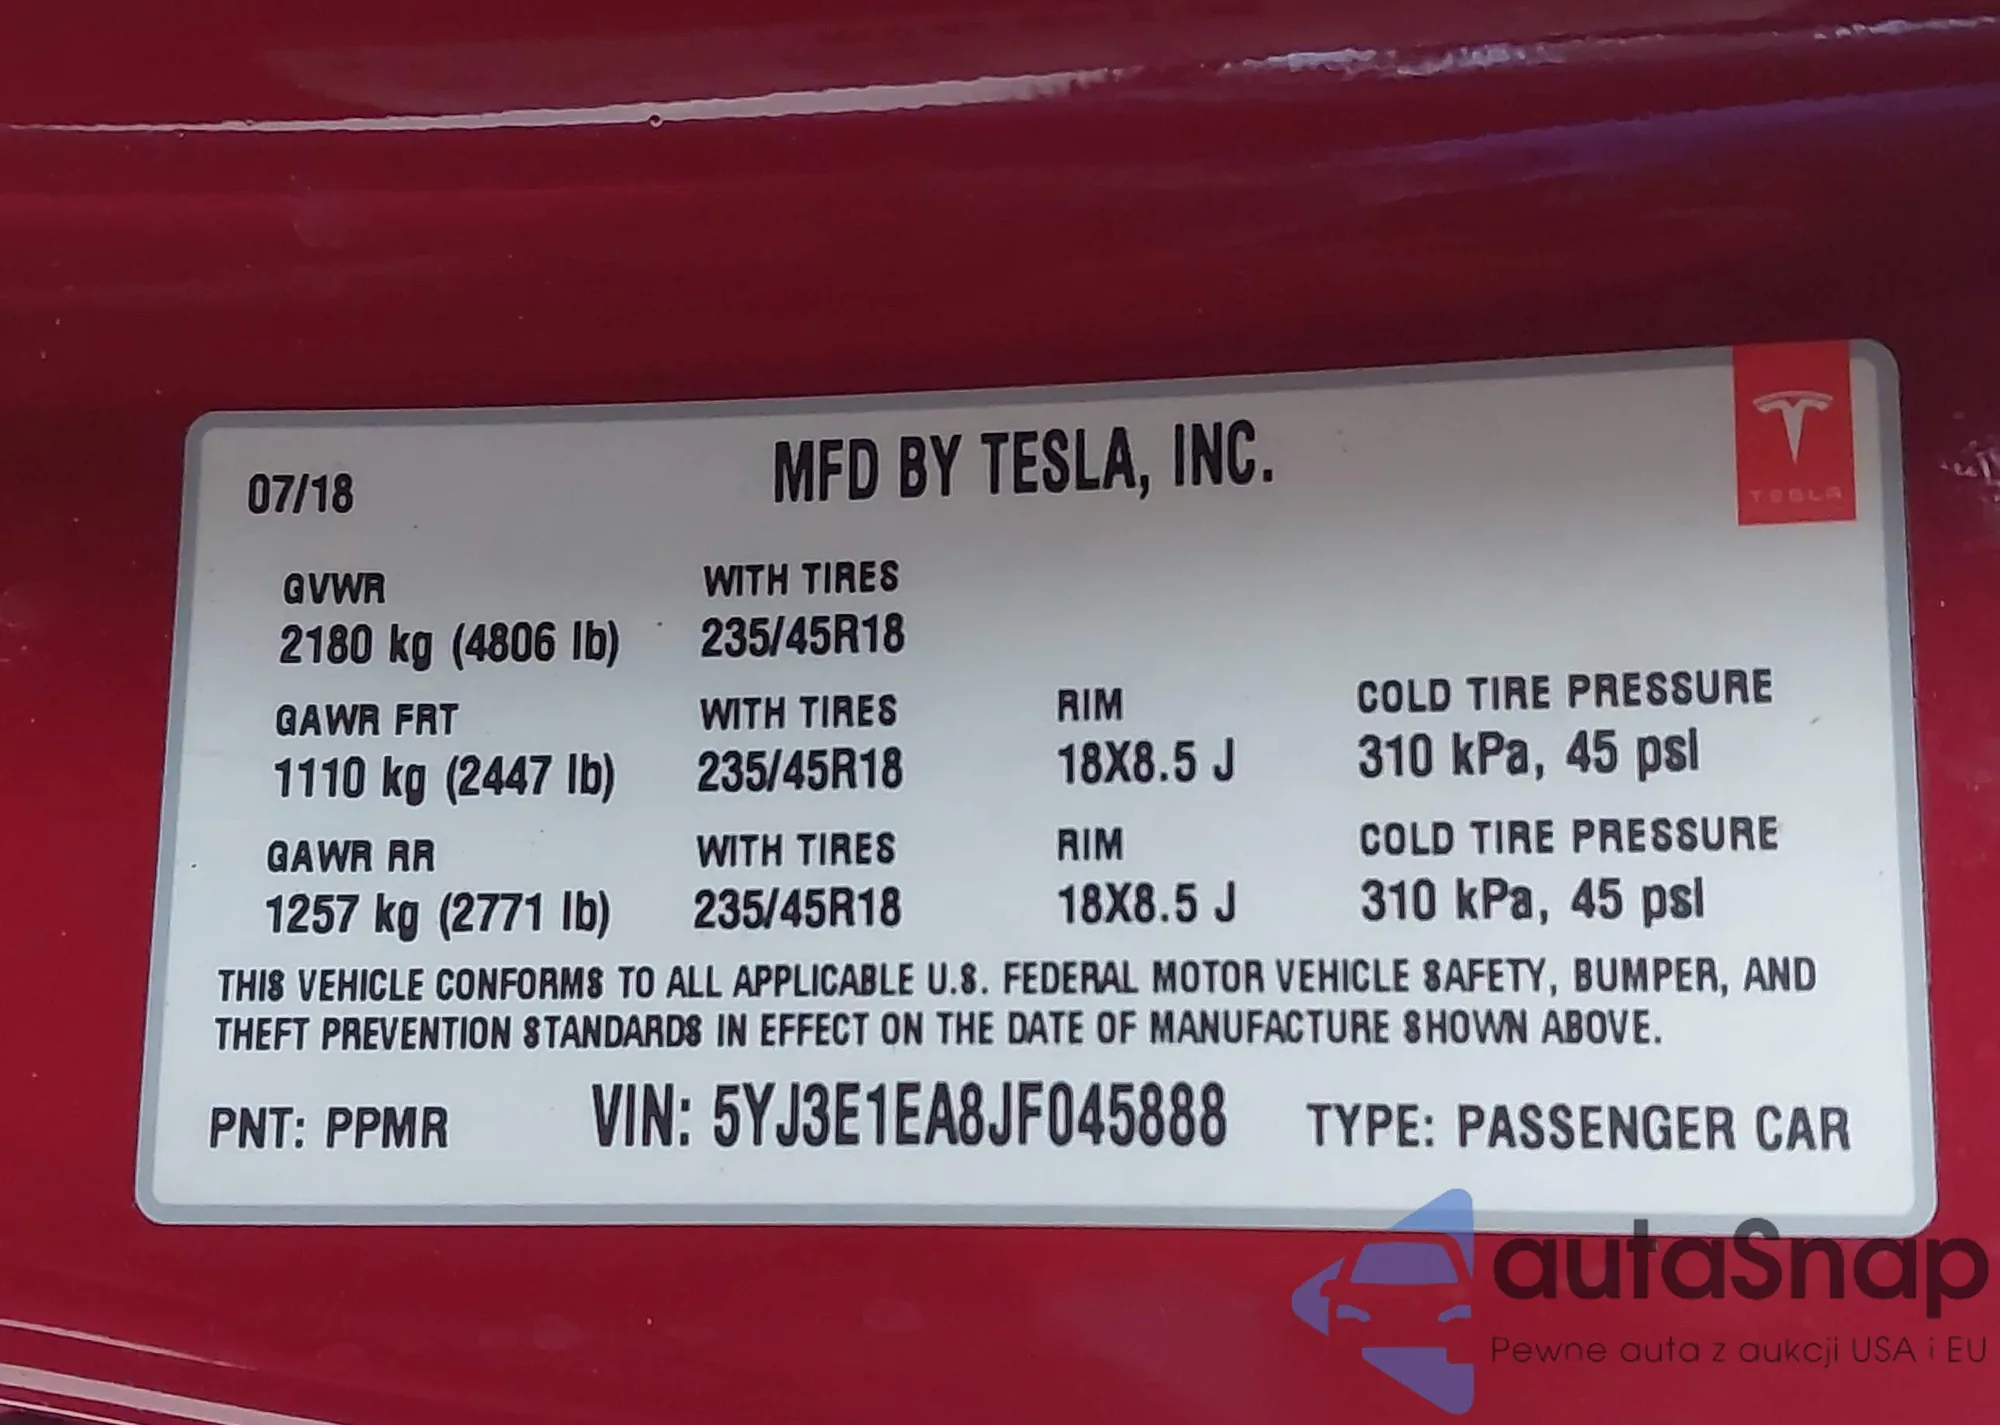 07/18 MFD BY TESLA, INC.
TESLA
GVWR WITH TIRES
2180 kg (4806 lb) 235/45R18
GAWR FRT WITH TIRES RIM COLD TIRE PRESSURE
1110 kg (2447 lb) 235/45R18 18X8.5 J 310 kPa, 45 psi
GAWR RR WITH TIRES RIM COLD TIRE PRESSURE
1257 kg (2771 lb) 235/45R18 18X8.5 J 310 kPa, 45 psi
THIS VEHICLE CONFORMS TO ALL APPLICABLE U.S. FEDERAL MOTOR VEHICLE SAFETY, BUMPER, AND
THEFT PREVENTION STANDARDS IN EFFECT ON THE DATE OF MANUFACTURE SHOWN ABOVE.
PNT: PPMR VIN: 5YJ3E1EA8JF045888 TYPE: PASSENGER CAR
autaSnap
Pewne auta z aukcji USA i EU